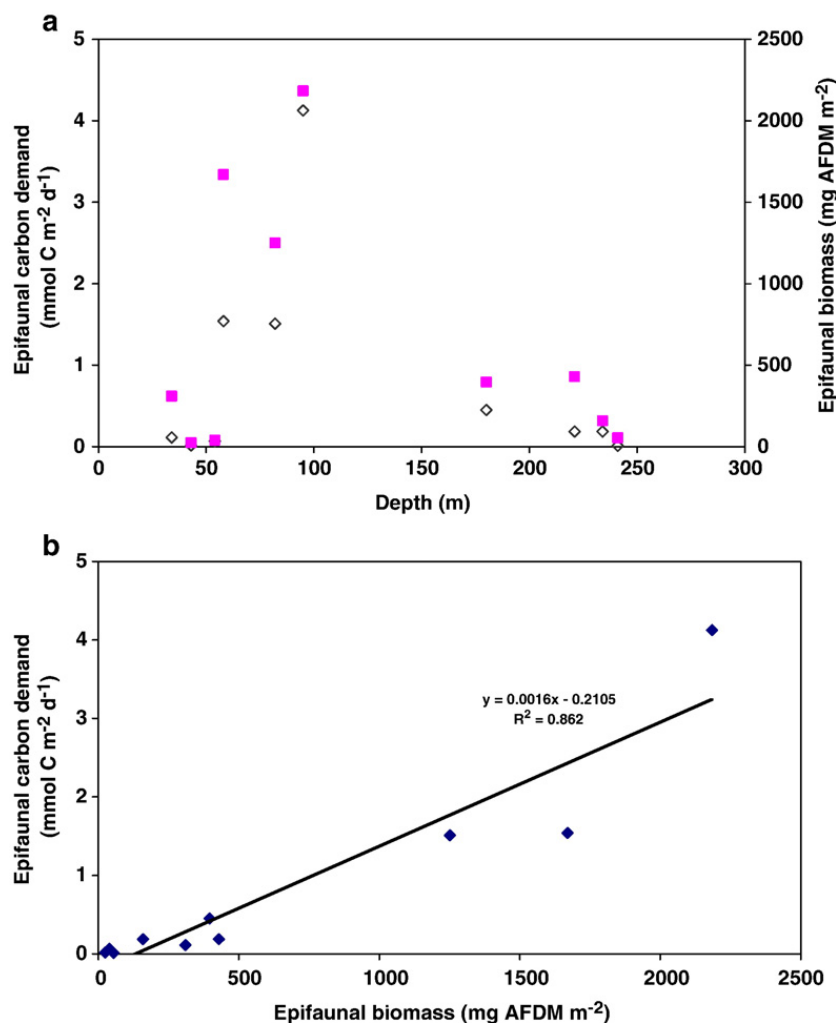 a
5
4
3
2
1
0
Epifaunal carbon demand
(mmol C m-2 d-1)
2500
2000
1500
1000
500
0
Epifaunal biomass (mg AFDM m-2)
0 50 100 150 200 250 300
Depth (m)
b
5
4
3
2
1
0
Epifaunal carbon demand
(mmol C m-2 d-1)
y = 0.0016x - 0.2105
R2 = 0.862
0 500 1000 1500 2000 2500
Epifaunal biomass (mg AFDM m-2)